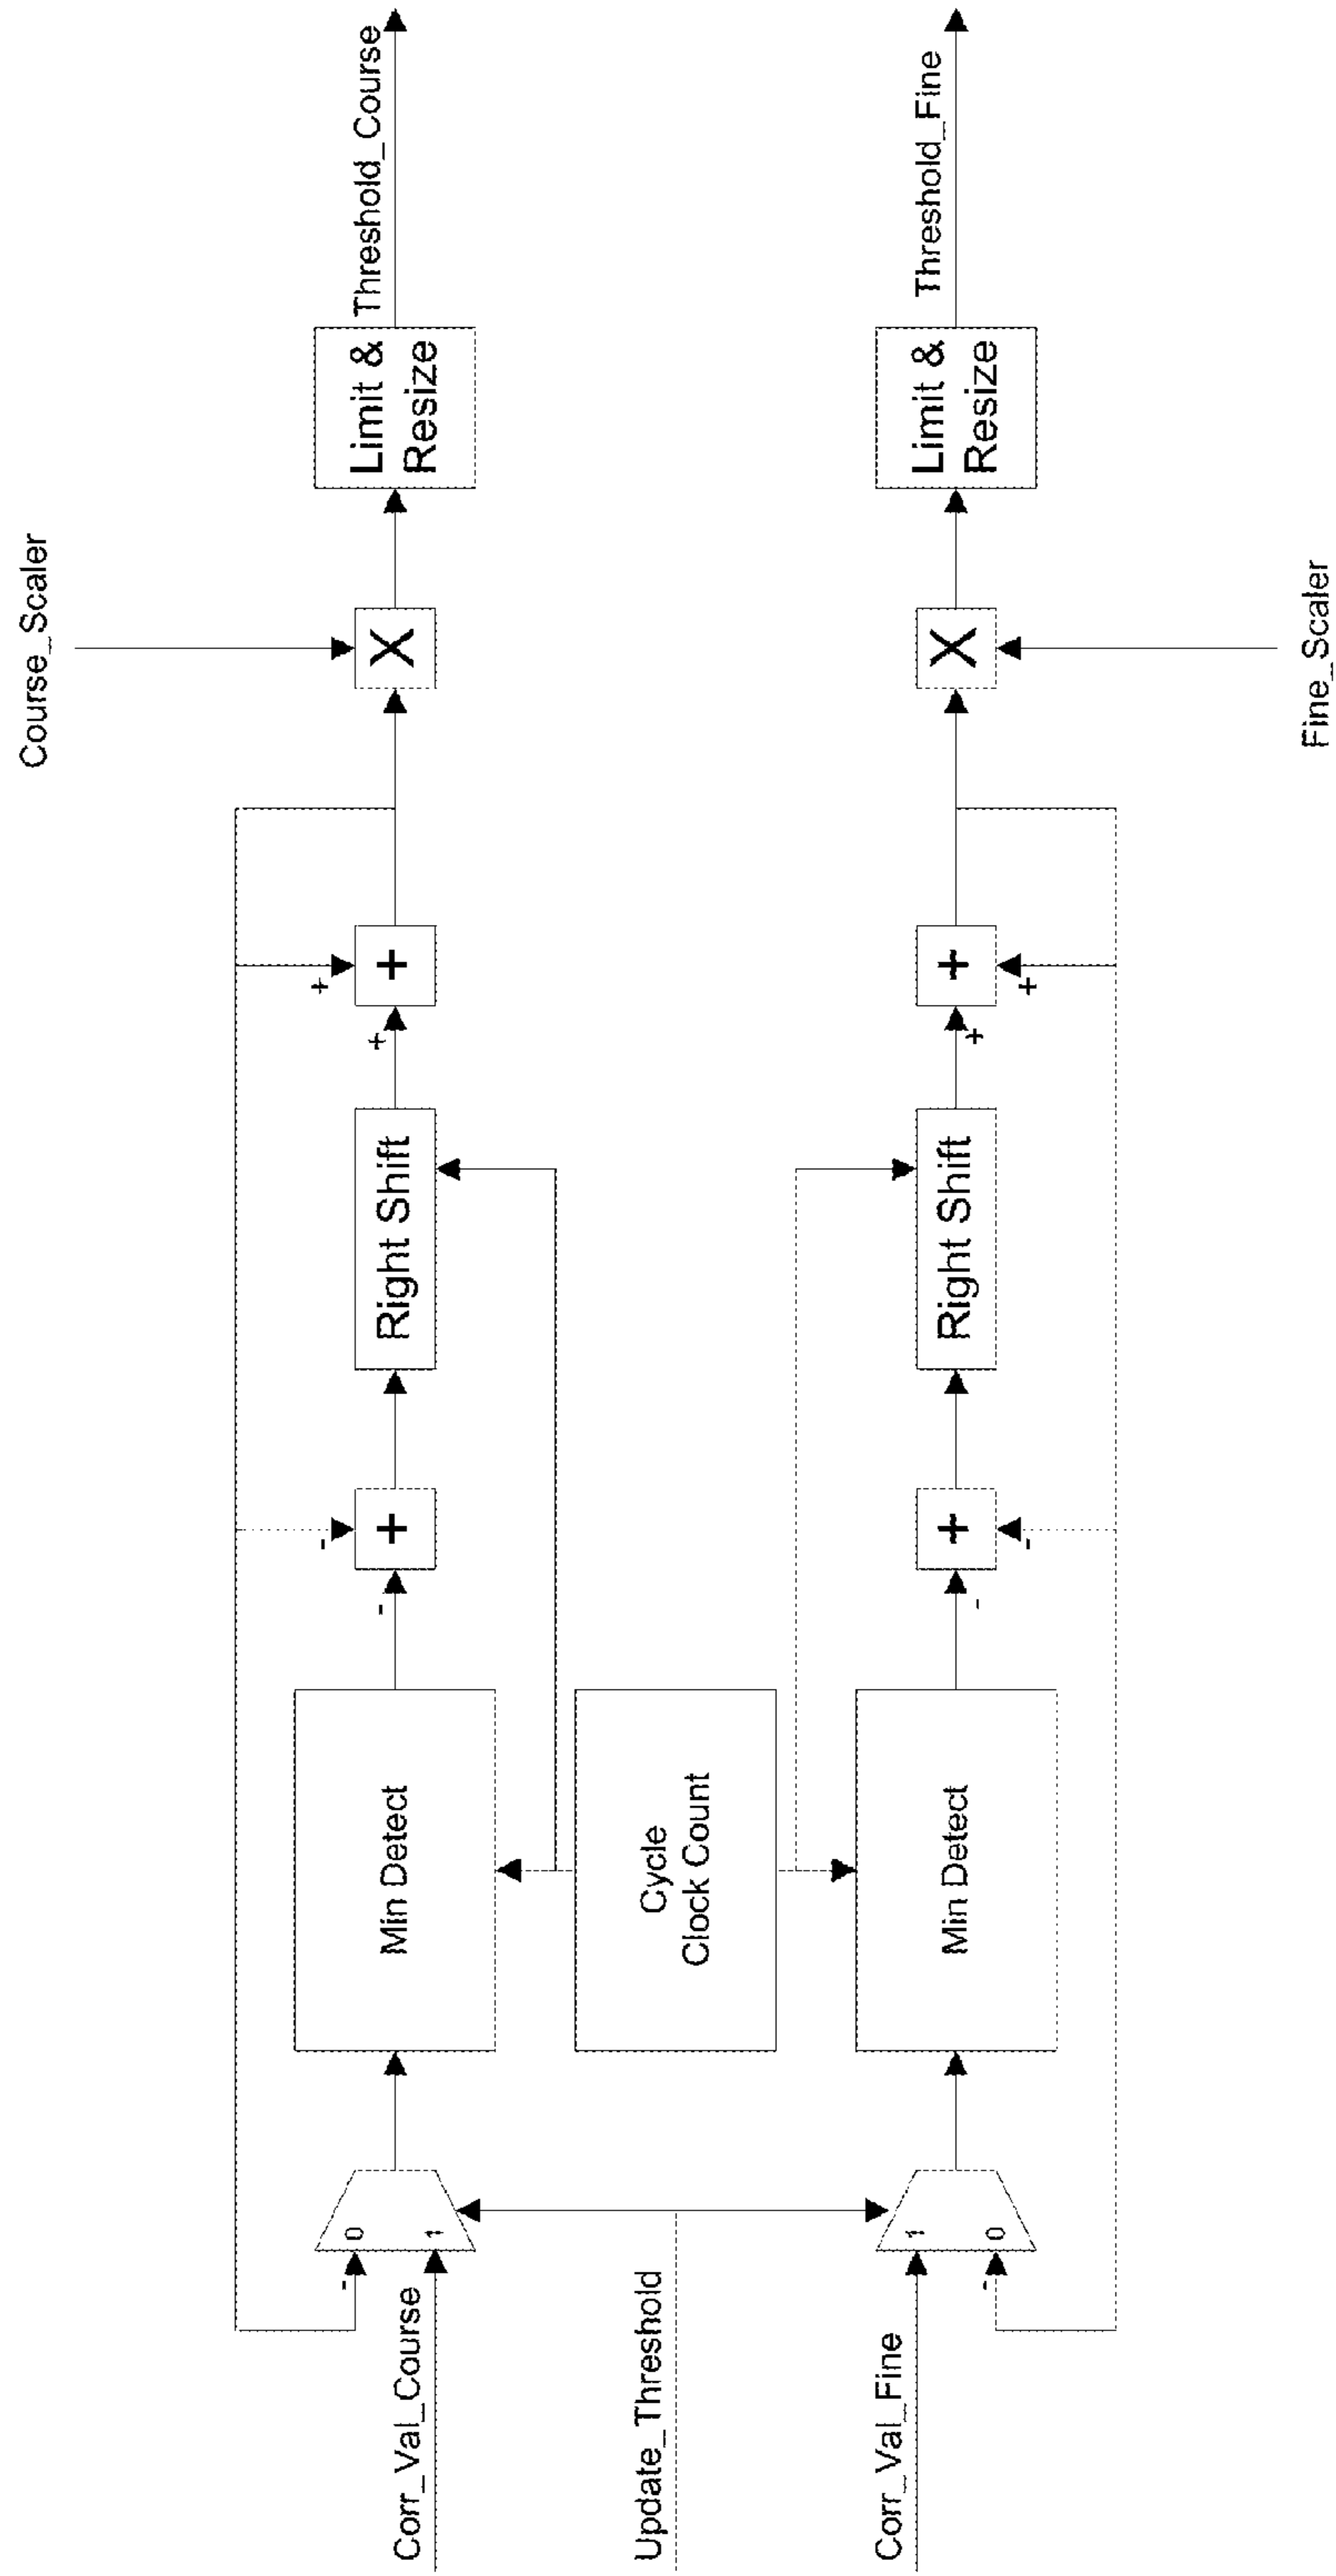 Course_Scaler
Corr_Val_Course
-
0
1
Min Detect
-
-
+
Right Shift
+
+
+
X
Limit &
Resize
Threshold_Course
Update_Threshold
Cycle
Clock Count
Corr_Val_Fine
1
0
-
Min Detect
-
-
+
Right Shift
+
+
+
X
Limit &
Resize
Threshold_Fine
Fine_Scaler